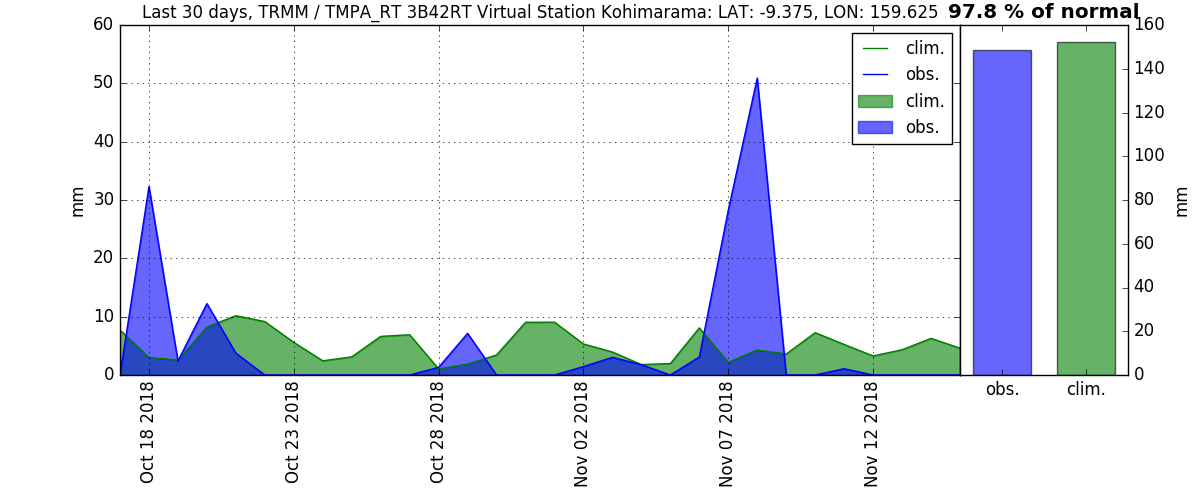 Last 30 days, TRMM / TMPA_RT 3B42RT Virtual Station Kohimarama: LAT: -9.375, LON: 159.625
97.8 % of normal
60
50
40
30
20
10
0
mm
clim.
obs.
clim.
obs.
Oct 18 2018
Oct 23 2018
Oct 28 2018
Nov 02 2018
Nov 07 2018
Nov 12 2018
160
140
120
100
80
60
40
20
0
mm
obs.
clim.